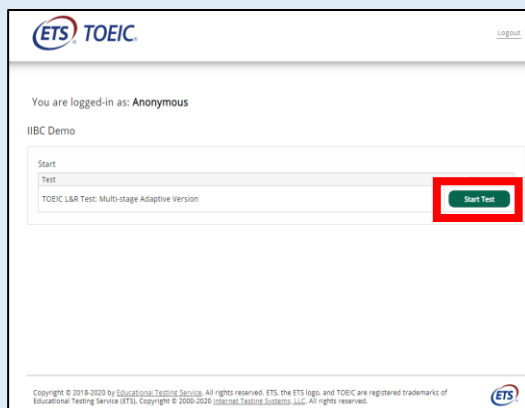 ETS TOEIC.
Logout
You are logged-in as: Anonymous
IIBC Demo
Start
Test
TOEIC L&R Test: Multi-stage Adaptive Version
Start Test
Copyright © 2018-2020 by Educational Testing Service. All rights reserved. ETS, the ETS logo, and TOEIC are registered trademarks of
Educational Testing Service (ETS). Copyright © 2000-2020 Internet Testing Systems, LLC. All rights reserved.
ETS